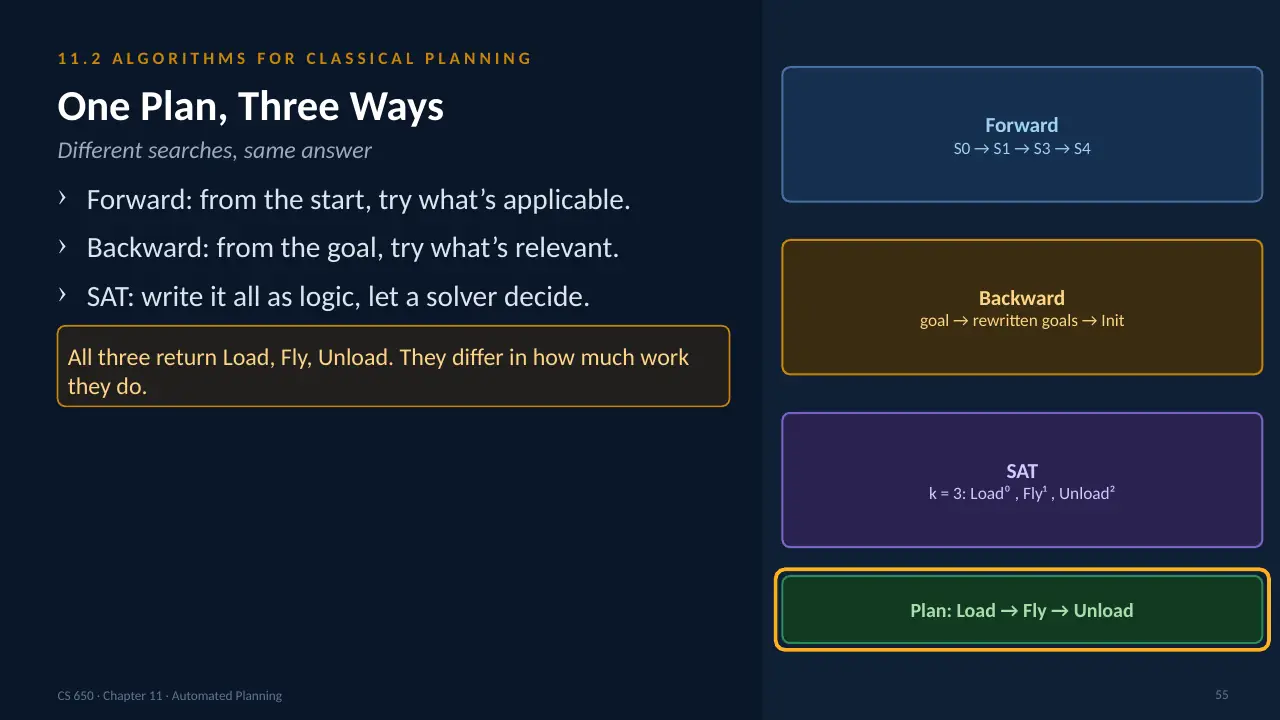 11.2 ALGORITHMS FOR CLASSICAL PLANNING
One Plan, Three Ways
Different searches, same answer
› Forward: from the start, try what’s applicable.
› Backward: from the goal, try what’s relevant.
› SAT: write it all as logic, let a solver decide.
All three return Load, Fly, Unload. They differ in how much work
they do.
Forward
S0 → S1 → S3 → S4
Backward
goal → rewritten goals → Init
SAT
k = 3: Load⁰ , Fly¹ , Unload²
Plan: Load → Fly → Unload
CS 650 · Chapter 11 · Automated Planning
55